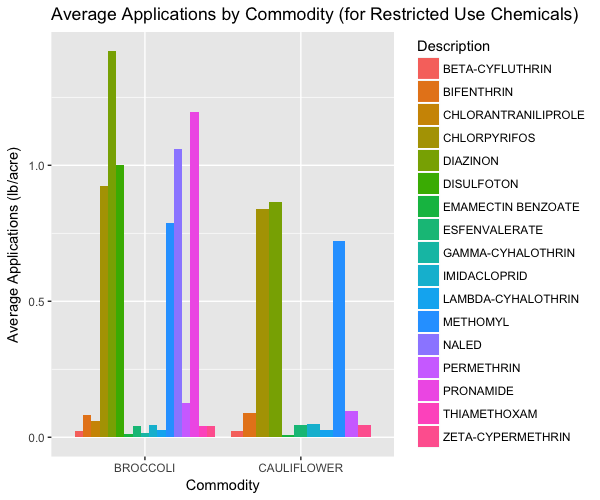 Average Applications by Commodity (for Restricted Use Chemicals)
Average Applications (lb/acre)
1.0
0.5
0.0
BROCCOLI
CAULIFLOWER
Commodity
Description
BETA-CYFLUTHRIN
BIFENTHRIN
CHLORANTRANILIPROLE
CHLORPYRIFOS
DIAZINON
DISULFOTON
EMAMECTIN BENZOATE
ESFENVALERATE
GAMMA-CYHALOTHRIN
IMIDACLOPRID
LAMBDA-CYHALOTHRIN
METHOMYL
NALED
PERMETHRIN
PRONAMIDE
THIAMETHOXAM
ZETA-CYPERMETHRIN